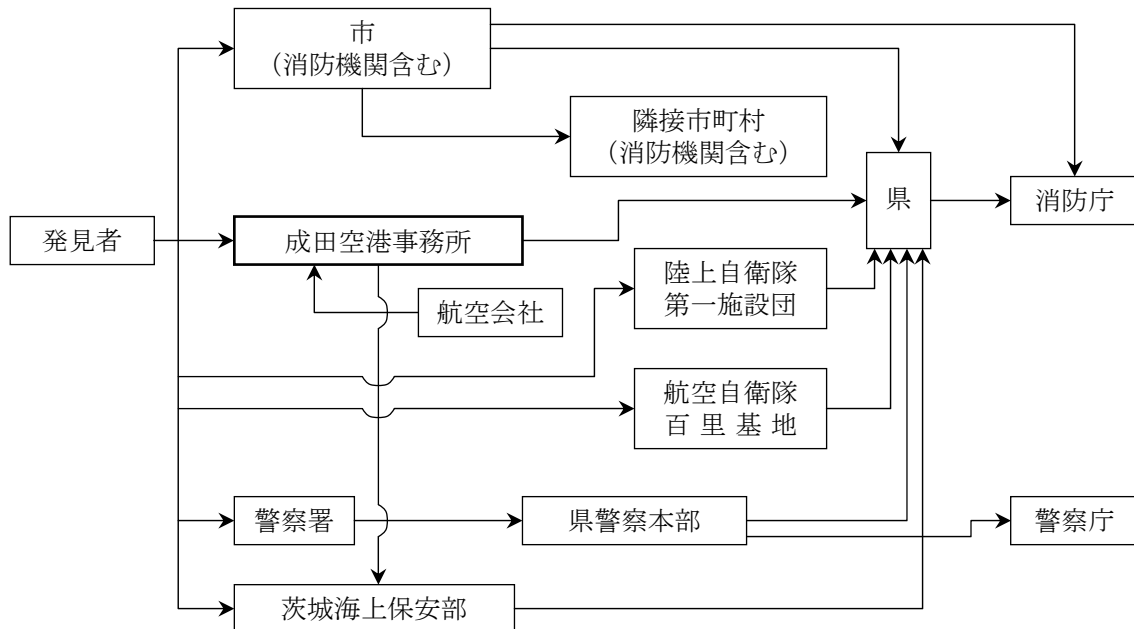 市
(消防機関含む)
隣接市町村
(消防機関含む)
県
消防庁
発見者
成田空港事務所
陸上自衛隊
第一施設団
航空会社
航空自衛隊
百里基地
警察署
県警察本部
警察庁
茨城海上保安部